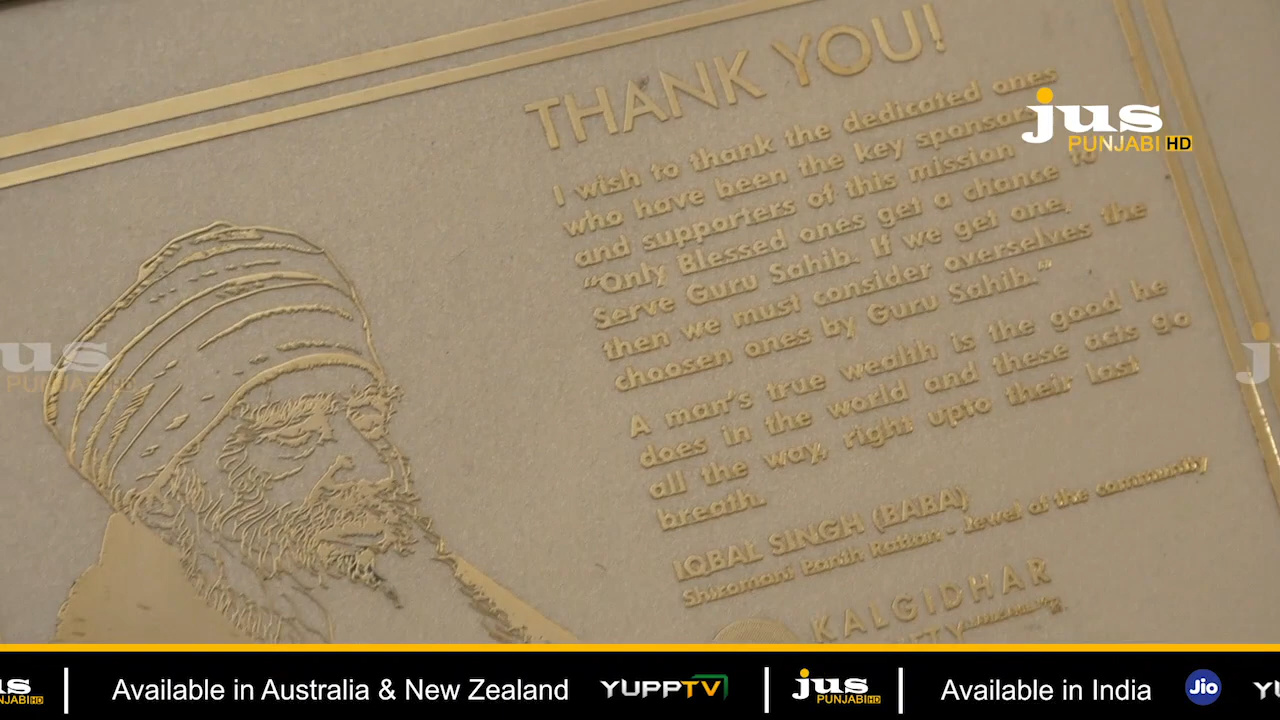 THANK YOU!
I wish to thank the dedicated ones
who have been the key sponsors
and supporters of this mission
"Only Blessed ones get a chance to
Serve Guru Sahib. If we get one,
then we must consider overselves the
choosen ones by Guru Sahib."
A man's true wealth is the good he
does in the world and these acts go
all the way, right upto their last
breath.
IQBAL SINGH (BABA)
Shiromani Panth Rattan - Jewel of the community
KALGIDHAR
jus
PUNJABI HD
jus
PUNJABI HD
Available in Australia & New Zealand
YUPPTV
jus
PUNJABI HD
Available in India
Jio